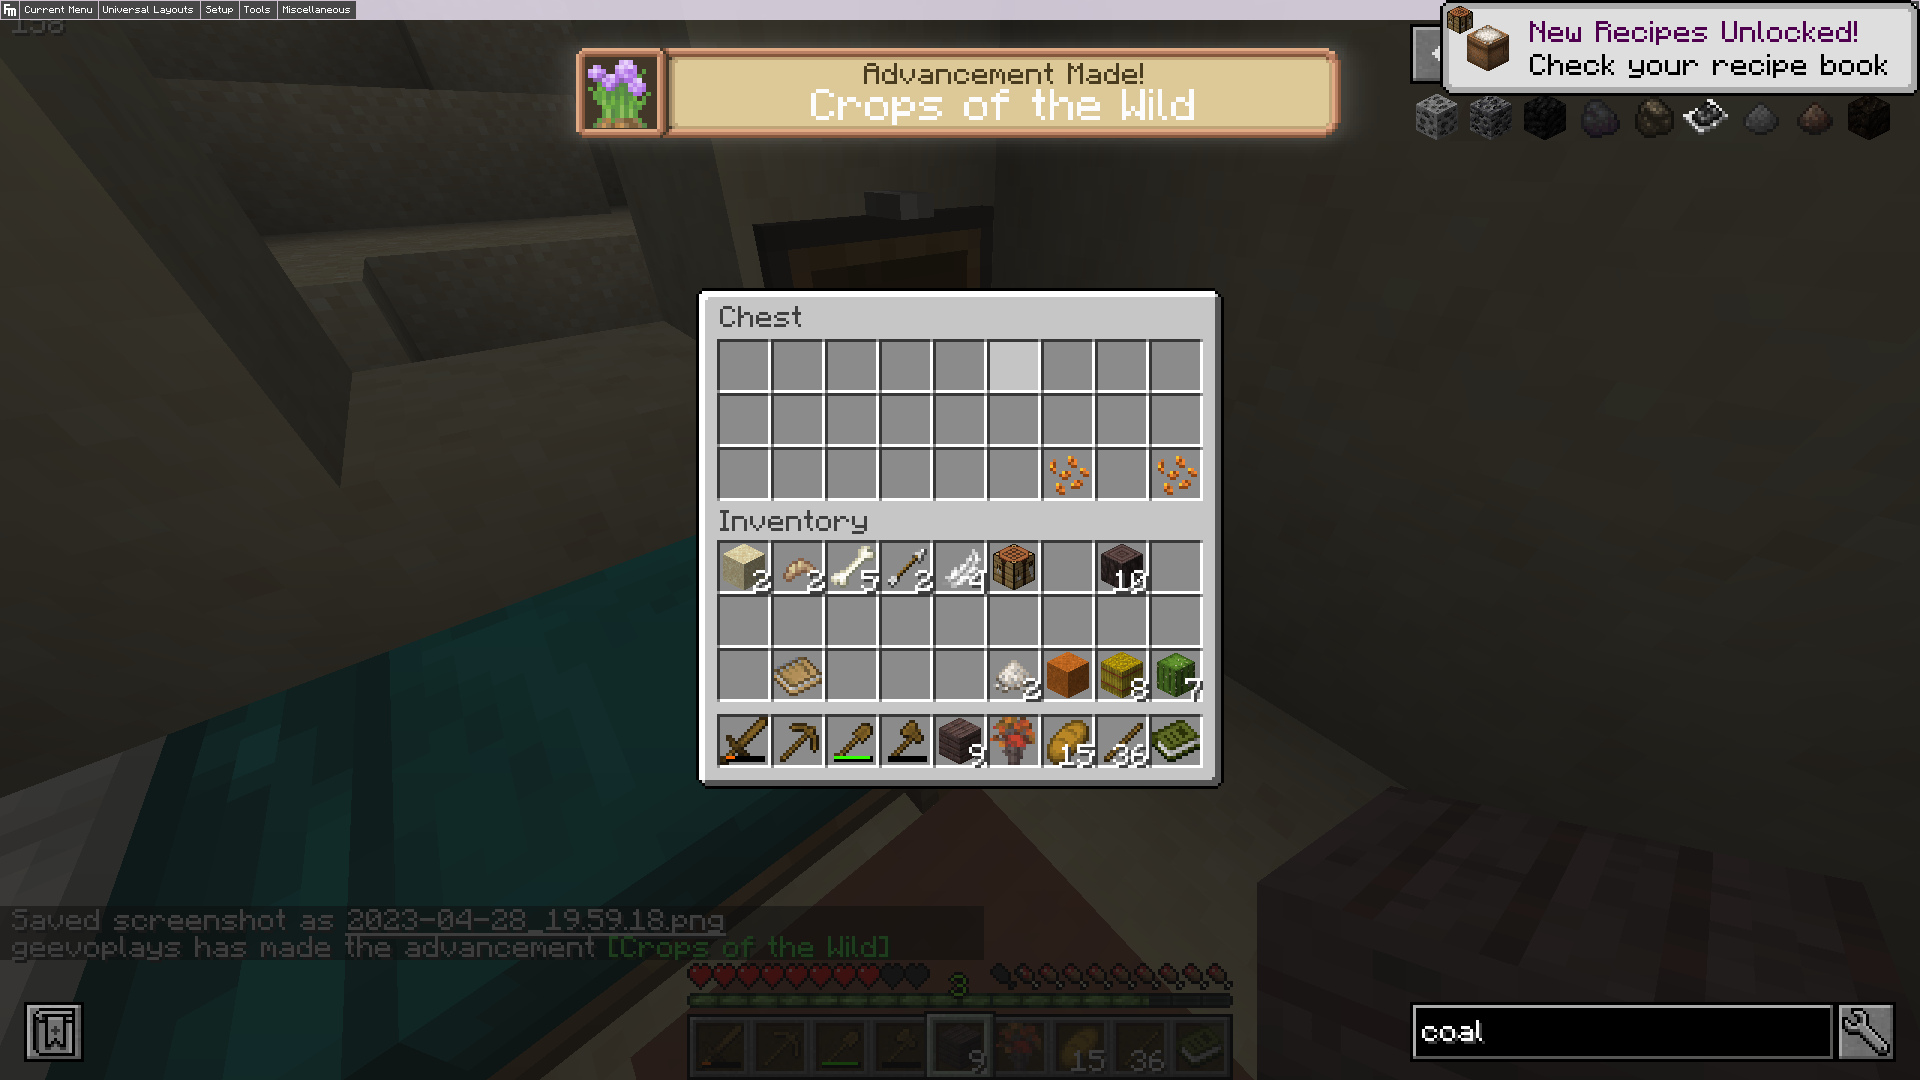 Fm Current Menu Universal Layouts Setup Tools Miscellaneous
158
New Recipes Unlocked!
Check your recipe book
Advancement Made!
Crops of the Wild
Chest
Inventory
2 2 5 2 4 10
2 8 7
9 15 36
Saved screenshot as 2023-04-28_19.59.18.png
geevoplays has made the advancement [Crops of the Wild]
3
9 15 36
coal